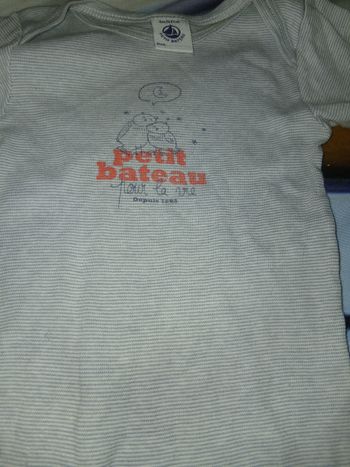 petit
bateau
pour la vie
Depuis 1893